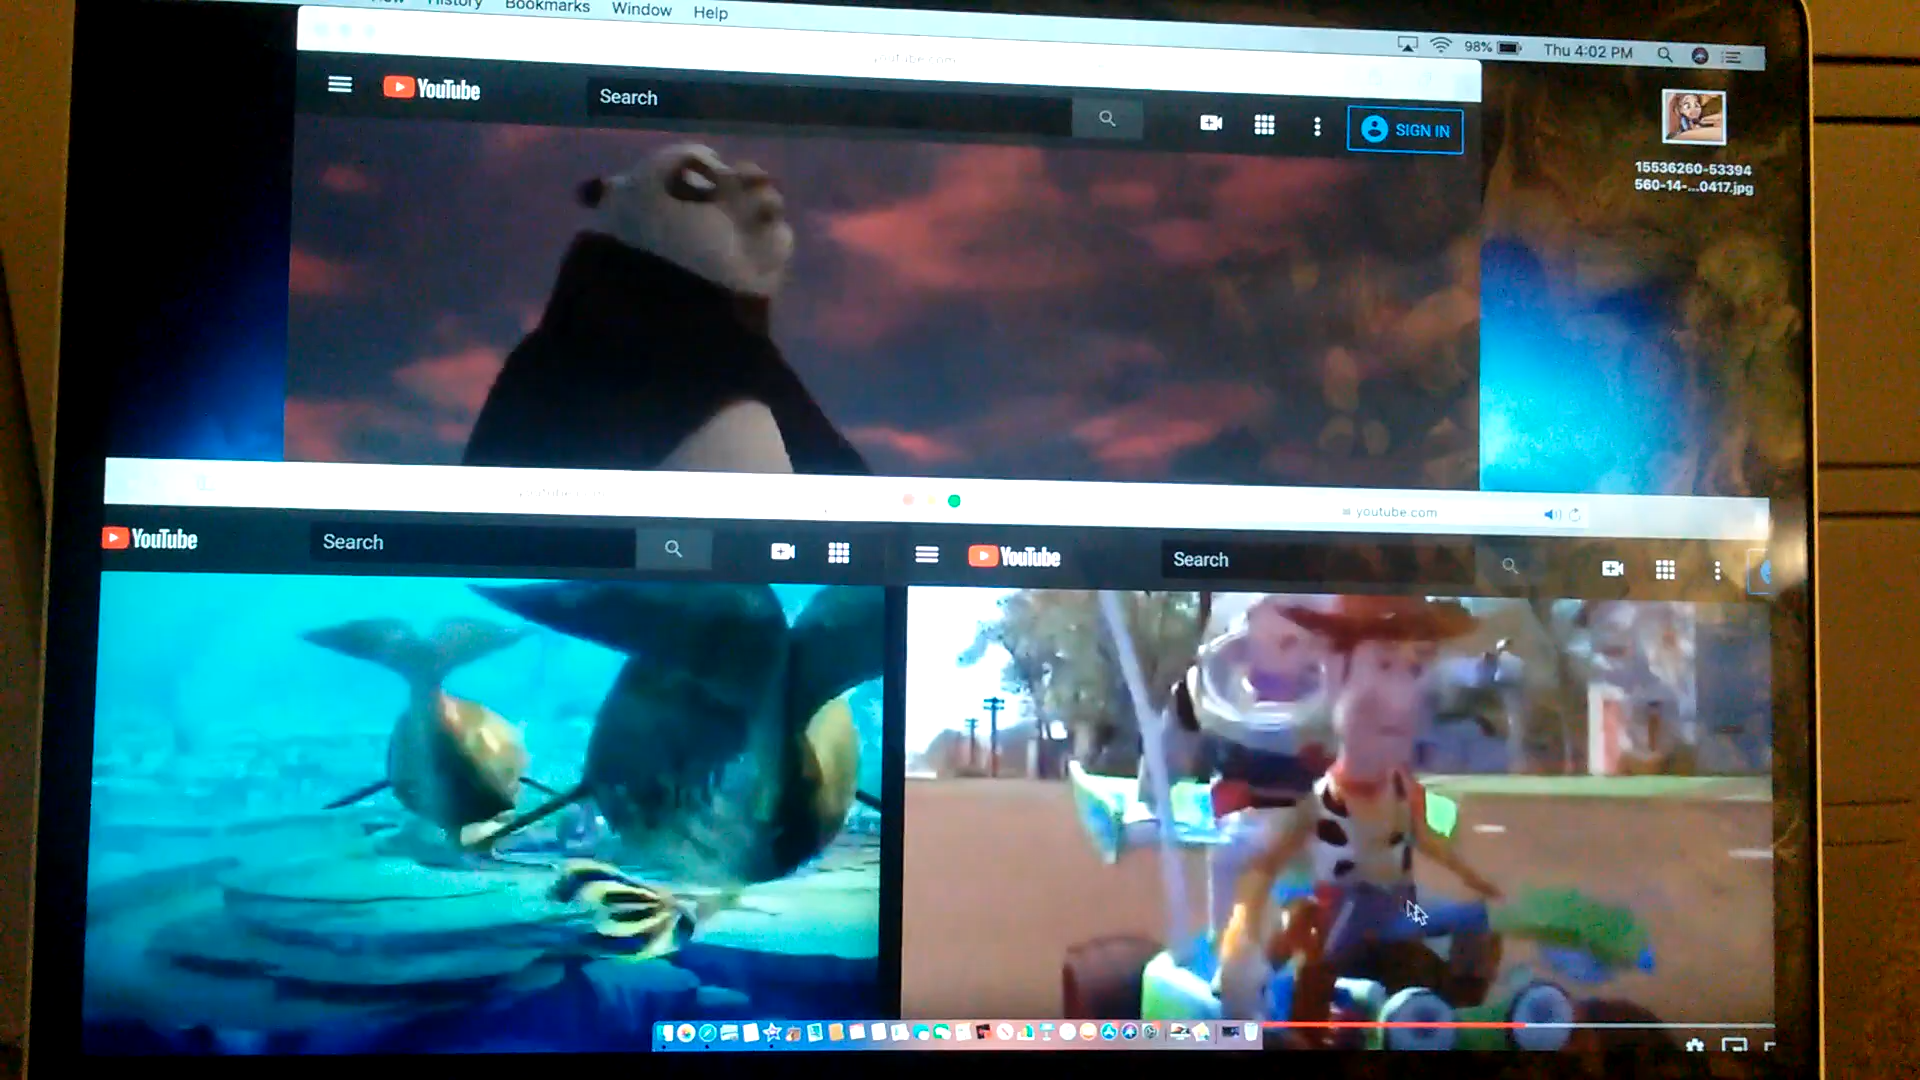 History Bookmarks Window Help
98% Thu 4:02 PM
YouTube Search SIGN IN
15536260-53394
560-14-...0417.jpg
youtube.com
YouTube Search
YouTube Search